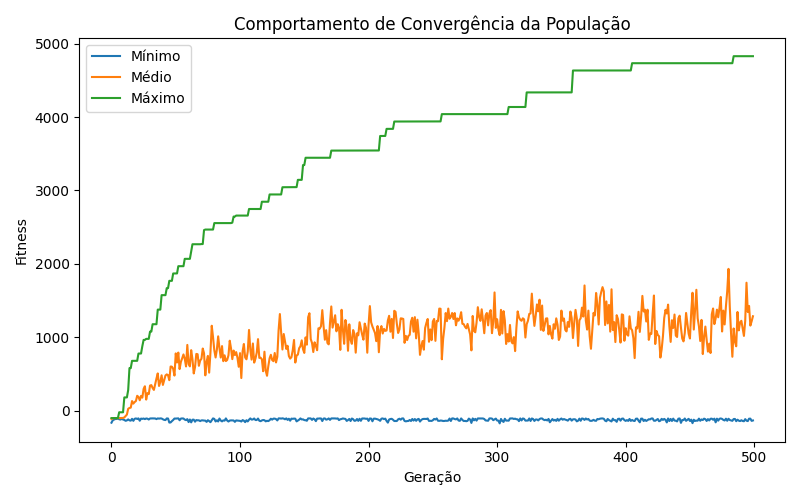 Comportamento de Convergência da População
Mínimo
Médio
Máximo
Fitness
5000
4000
3000
2000
1000
0
0 100 200 300 400 500
Geração